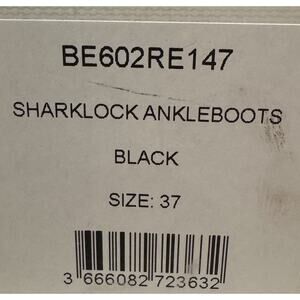 BE602RE147
SHARKLOCK ANKLEBOOTS
BLACK
SIZE: 37
3 666082 723632